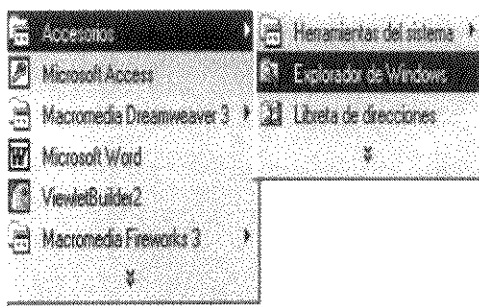 Accesorios
Microsoft Access
Macromedia Dreamweaver 3
Microsoft Word
ViewletBuilder2
Macromedia Fireworks 3
Herramientas del sistema
Explorador de Windows
Libreta de direcciones